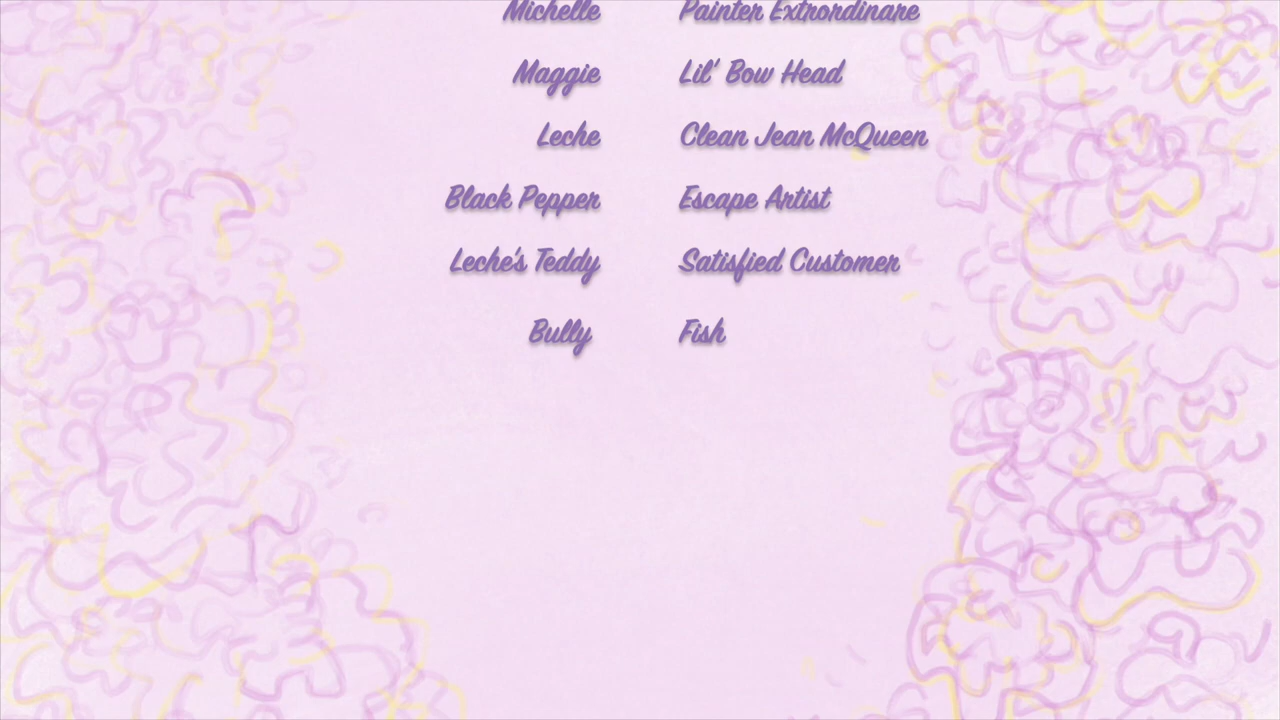 Michelle Painter Extrordinare
Maggie Lil' Bow Head
Leche Clean Jean McQueen
Black Pepper Escape Artist
Leche's Teddy Satisfied Customer
Bully Fish